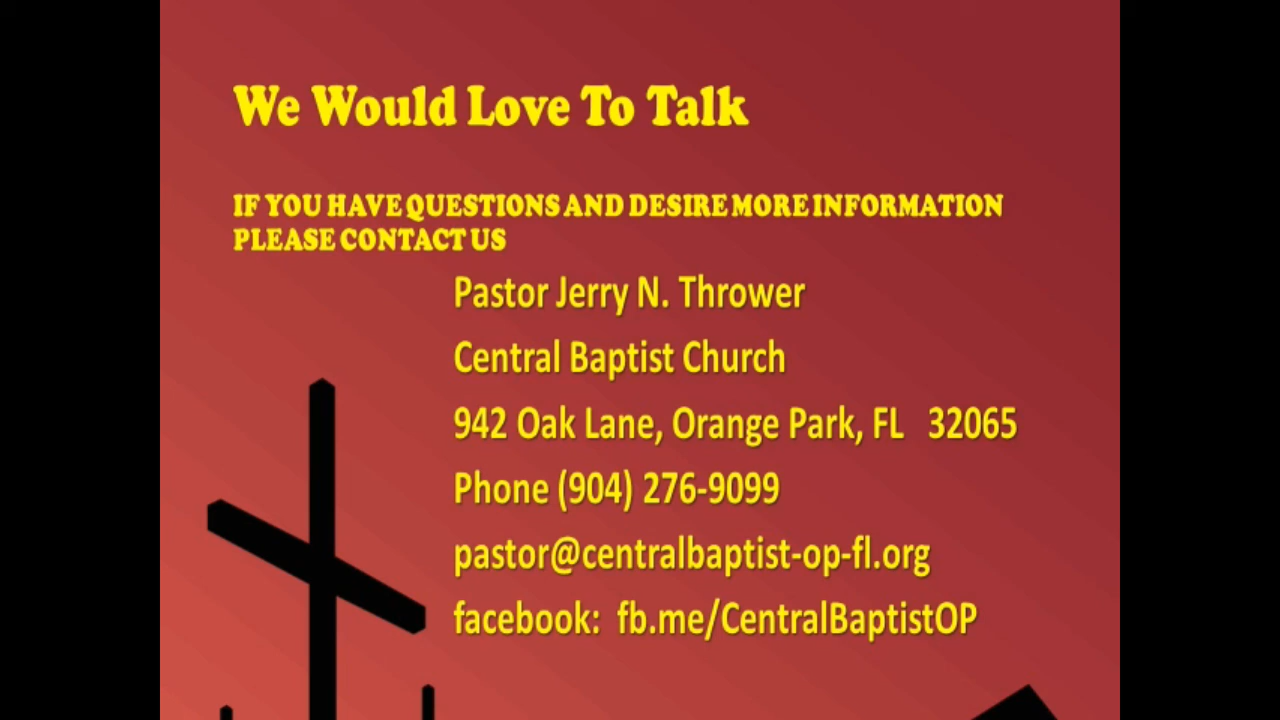 We Would Love To Talk
IF YOU HAVE QUESTIONS AND DESIRE MORE INFORMATION
PLEASE CONTACT US
Pastor Jerry N. Thrower
Central Baptist Church
942 Oak Lane, Orange Park, FL 32065
Phone (904) 276-9099
pastor@centralbaptist-op-fl.org
facebook: fb.me/CentralBaptistOP